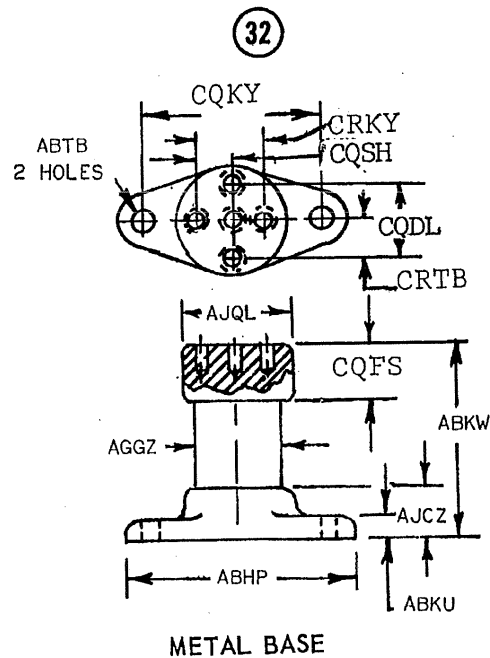 32
CQKY
CRKY
ABTB
2 HOLES
CQSH
CQDL
CRTB
AJQL
CQFS
ABKW
AGGZ
AJCZ
ABHP
ABKU
METAL BASE